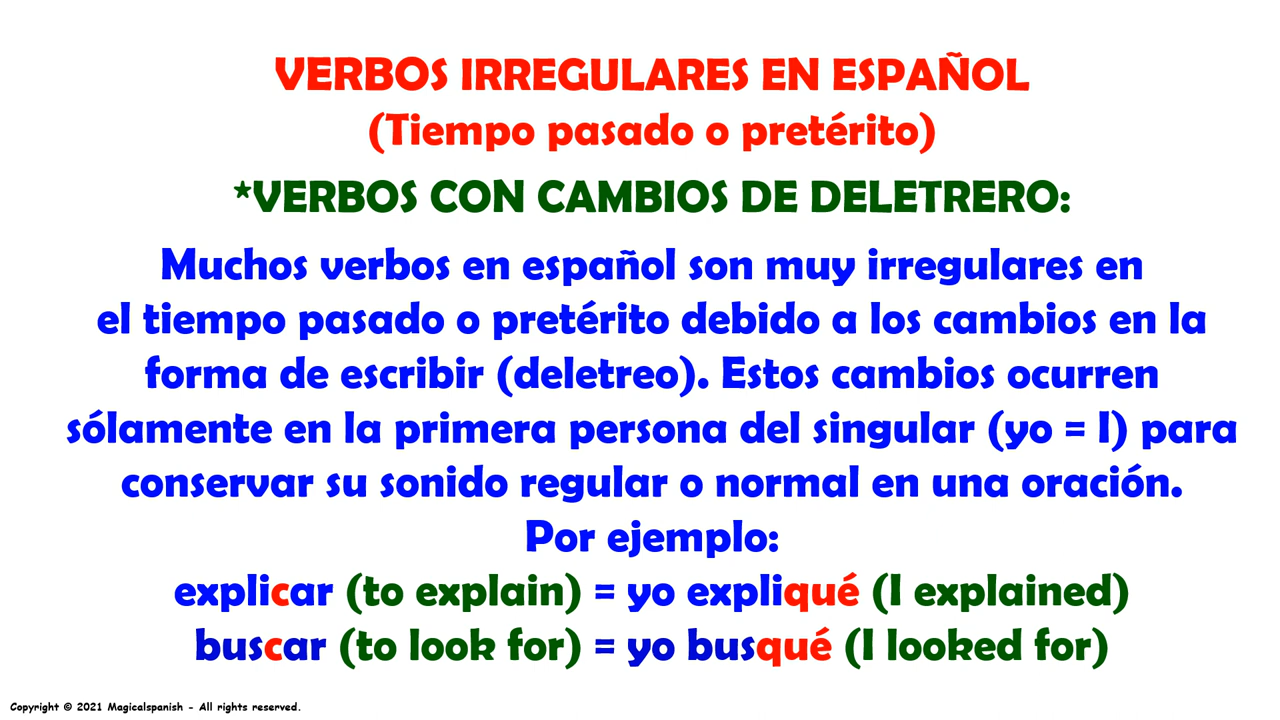 VERBOS IRREGULARES EN ESPAÑOL
(Tiempo pasado o pretérito)
*VERBOS CON CAMBIOS DE DELETRERO:
Muchos verbos en español son muy irregulares en
el tiempo pasado o pretérito debido a los cambios en la
forma de escribir (deletreo). Estos cambios ocurren
sólamente en la primera persona del singular (yo = I) para
conservar su sonido regular o normal en una oración.
Por ejemplo:
explicar (to explain) = yo expliqué (I explained)
buscar (to look for) = yo busqué (I looked for)
Copyright © 2021 Magicalspanish - All rights reserved.